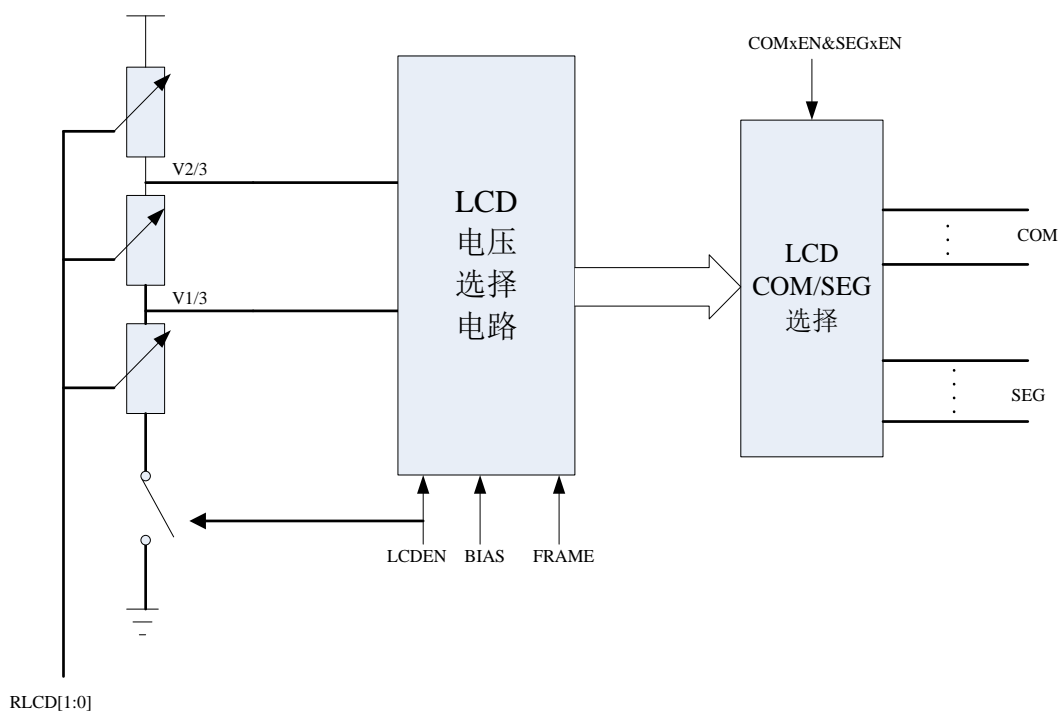 COMxEN&SEGxEN
V2/3
LCD
电压
选择
电路
V1/3
LCD
COM/SEG
选择
COM
SEG
LCDEN BIAS FRAME
RLCD[1:0]